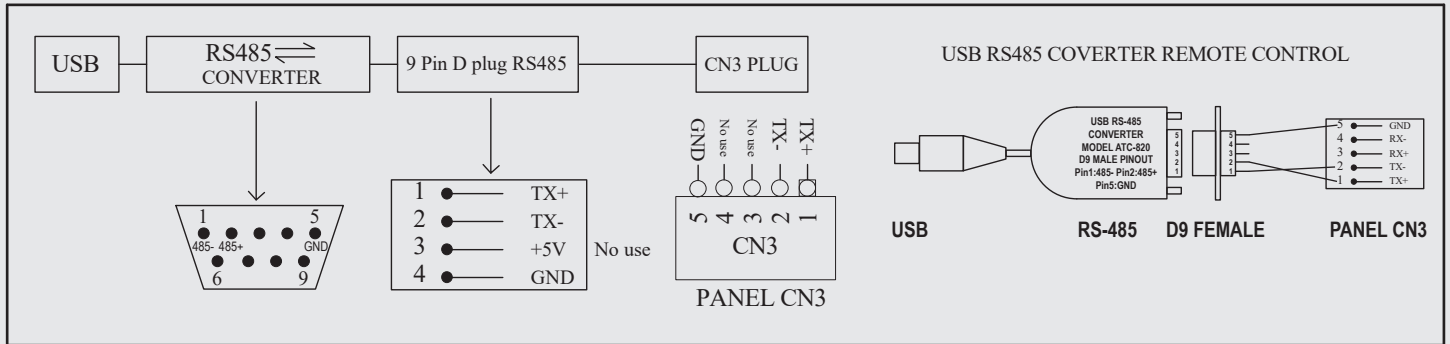 USB
RS485
CONVERTER
9 Pin D plug RS485
CN3 PLUG
1 5
485- 485+ GND
6 9
1 TX+
2 TX-
3 +5V No use
4 GND
GND
No use
No use
TX-
TX+
5 4 3 2 1
CN3
PANEL CN3
USB RS485 COVERTER REMOTE CONTROL
USB RS-485
CONVERTER
MODEL ATC-820
D9 MALE PINOUT
Pin1:485- Pin2:485+
Pin5:GND
5
4
3
2
1
5
4
3
2
1
5 GND
4 RX-
3 RX+
2 TX-
1 TX+
USB
RS-485
D9 FEMALE
PANEL CN3